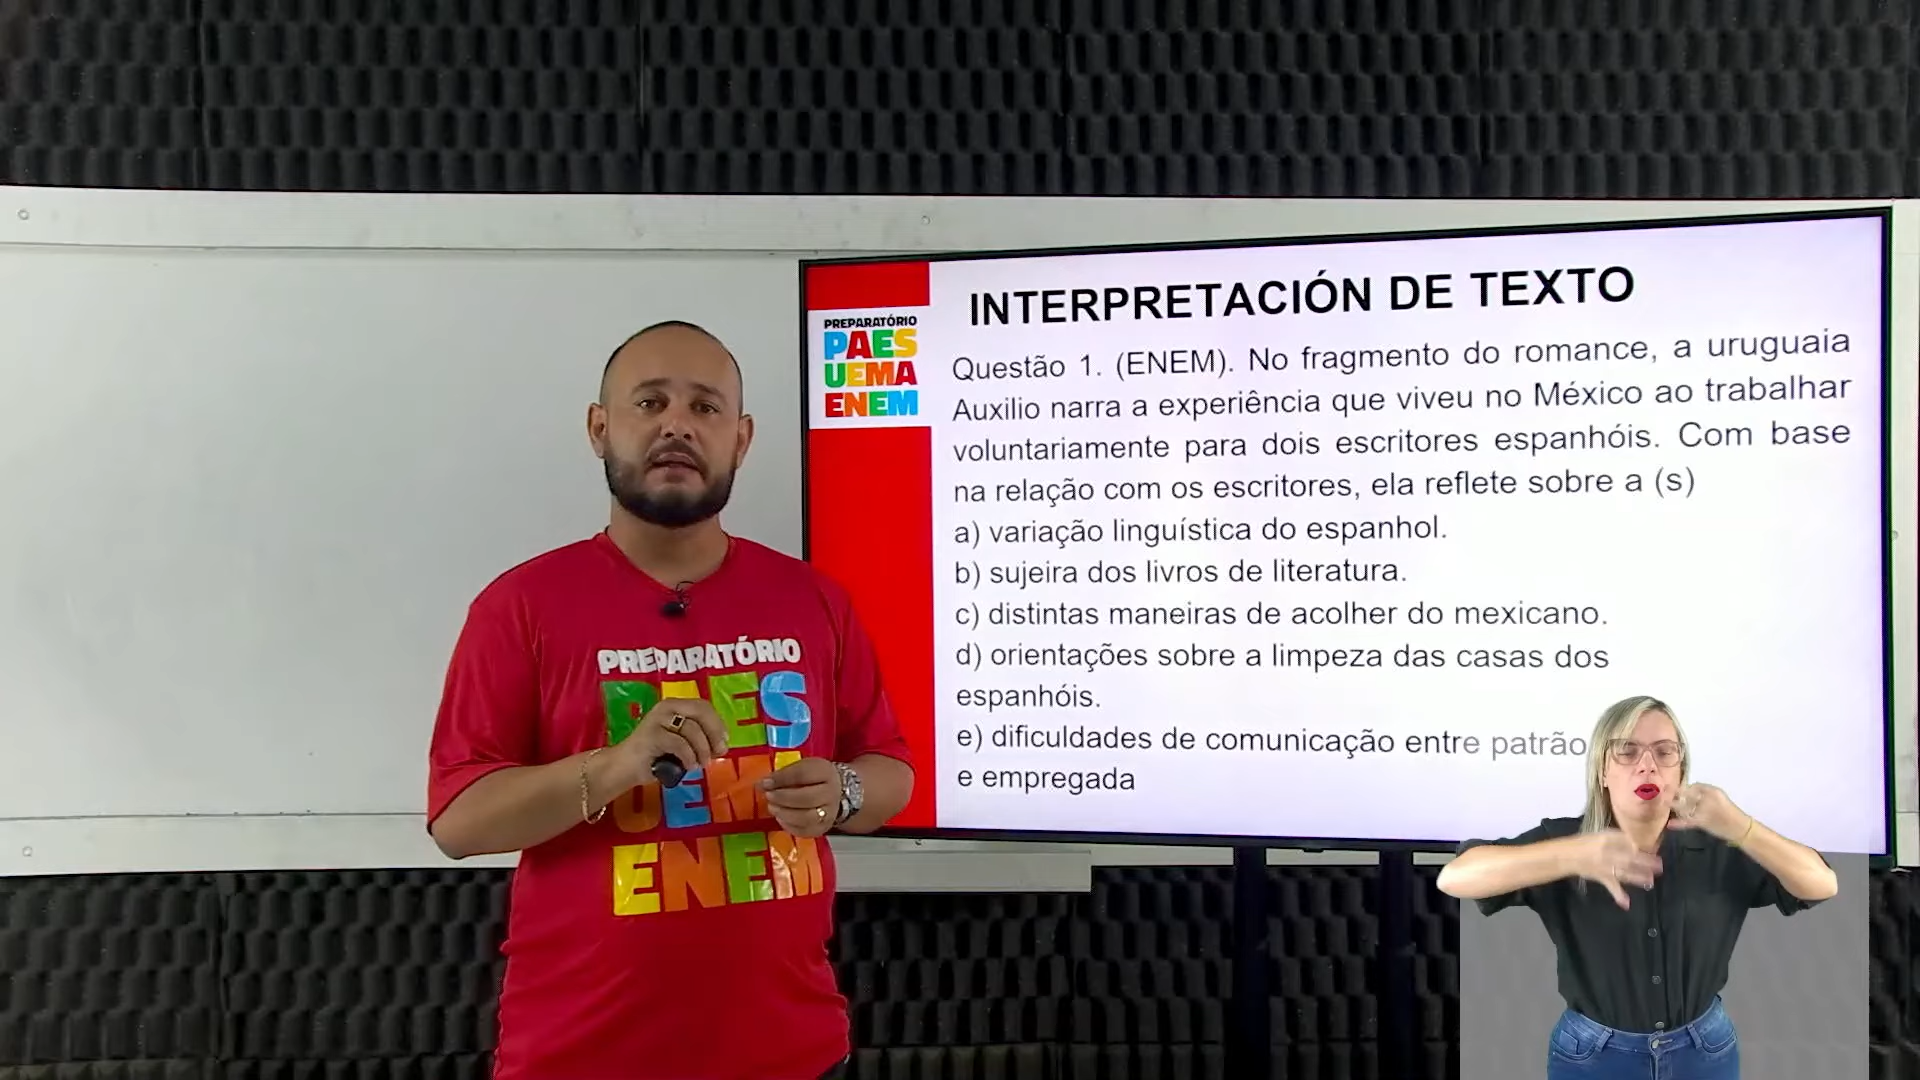 INTERPRETACIÓN DE TEXTO
PREPARATÓRIO
PAES
UEMA
ENEM
Questão 1. (ENEM). No fragmento do romance, a uruguaia
Auxilio narra a experiência que viveu no México ao trabalhar
voluntariamente para dois escritores espanhóis. Com base
na relação com os escritores, ela reflete sobre a (s)
a) variação linguística do espanhol.
b) sujeira dos livros de literatura.
c) distintas maneiras de acolher do mexicano.
d) orientações sobre a limpeza das casas dos
espanhóis.
e) dificuldades de comunicação entre patrão
e empregada
PREPARATÓRIO
PAES
UEMA
ENEM